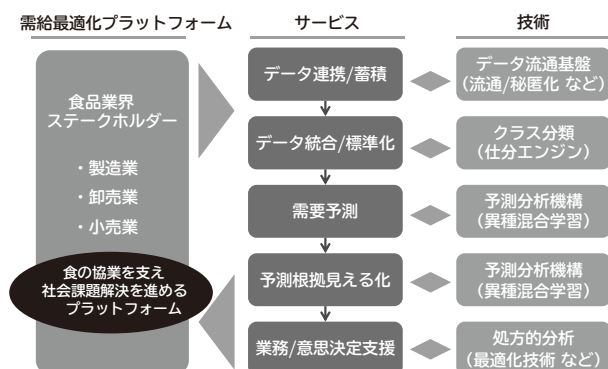 需給最適化プラットフォーム
サービス
技術
食品業界
ステークホルダー
・製造業
・卸売業
・小売業
食の協業を支え
社会課題解決を進める
プラットフォーム
データ連携/蓄積
データ流通基盤
(流通/秘匿化 など)
データ統合/標準化
クラス分類
(仕分エンジン)
需要予測
予測分析機構
(異種混合学習)
予測根拠見える化
予測分析機構
(異種混合学習)
業務/意思決定支援
処方的分析
(最適化技術 など)